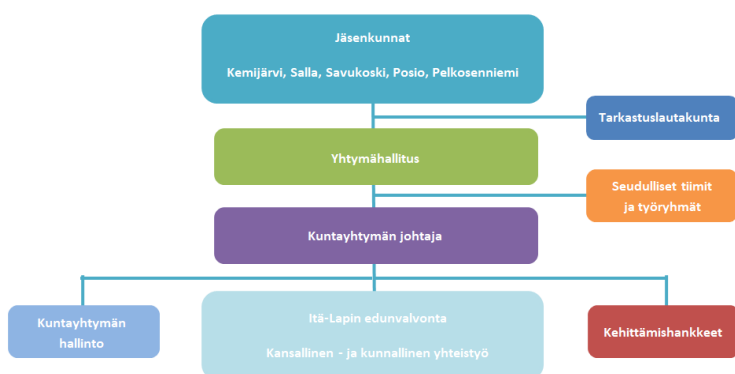 Jäsenkunnat
Kemijärvi, Salla, Savukoski, Posio, Pelkosenniemi
Tarkastuslautakunta
Yhtymähallitus
Seudulliset tiimit
ja työryhmät
Kuntayhtymän johtaja
Kuntayhtymän
hallinto
Itä-Lapin edunvalvonta
Kansallinen - ja kunnallinen yhteistyö
Kehittämishankkeet